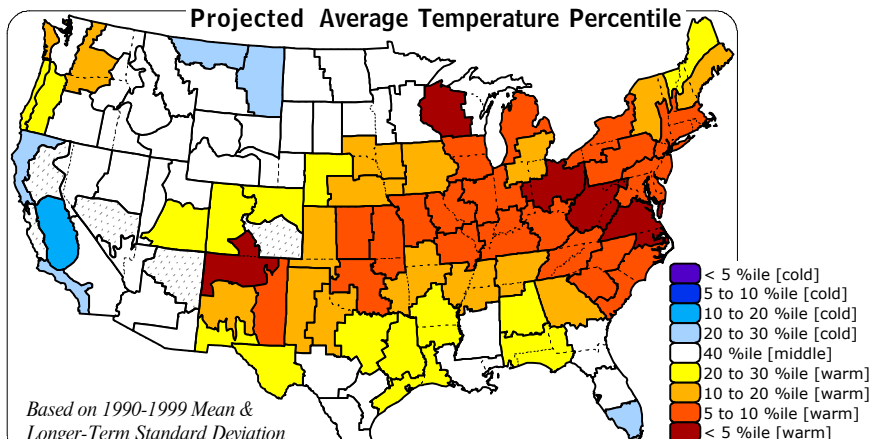 Projected Average Temperature Percentile
< 5 %ile [cold]
5 to 10 %ile [cold]
10 to 20 %ile [cold]
20 to 30 %ile [cold]
40 %ile [middle]
20 to 30 %ile [warm]
10 to 20 %ile [warm]
5 to 10 %ile [warm]
< 5 %ile [warm]
Based on 1990-1999 Mean &
Longer-Term Standard Deviation